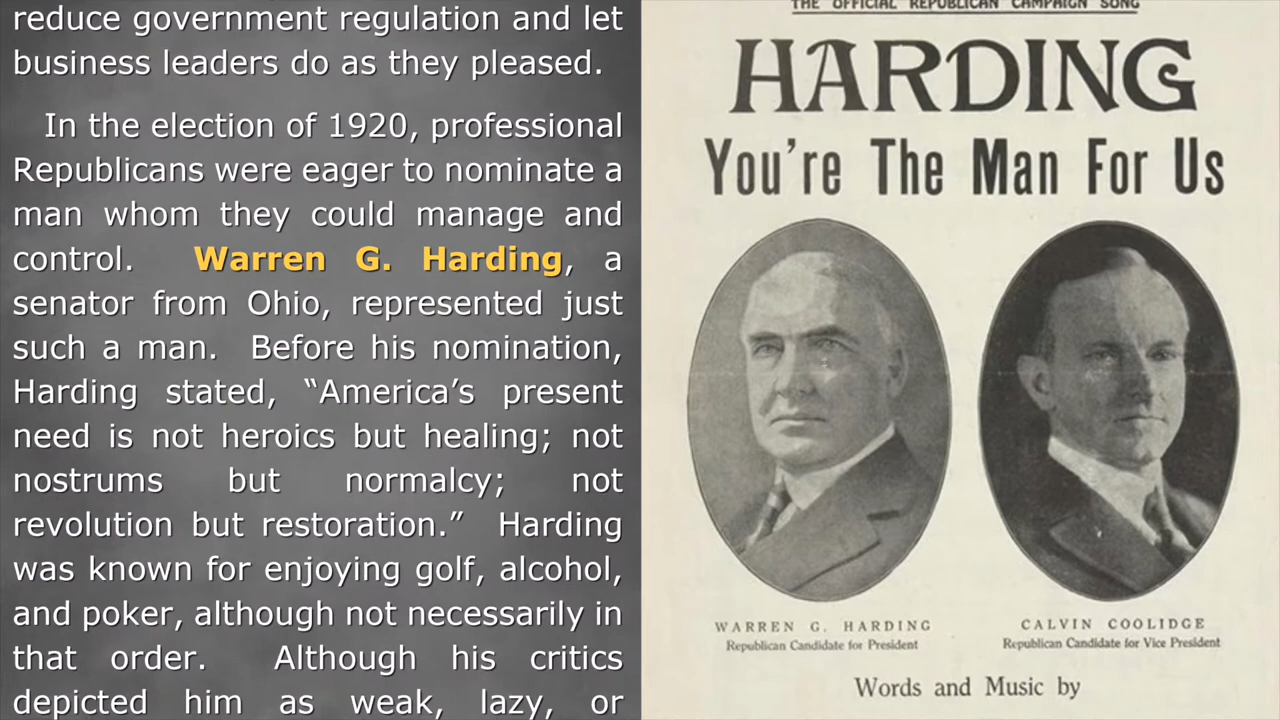 reduce government regulation and let
business leaders do as they pleased.
In the election of 1920, professional
Republicans were eager to nominate a
man whom they could manage and
control. Warren G. Harding, a
senator from Ohio, represented just
such a man. Before his nomination,
Harding stated, “America’s present
need is not heroics but healing; not
nostrums but normalcy; not
revolution but restoration.” Harding
was known for enjoying golf, alcohol,
and poker, although not necessarily in
that order. Although his critics
depicted him as weak, lazy, or
THE OFFICIAL REPUBLICAN CAMPAIGN SONG
HARDING
You're The Man For Us
WARREN G. HARDING
Republican Candidate for President
CALVIN COOLIDGE
Republican Candidate for Vice President
Words and Music by